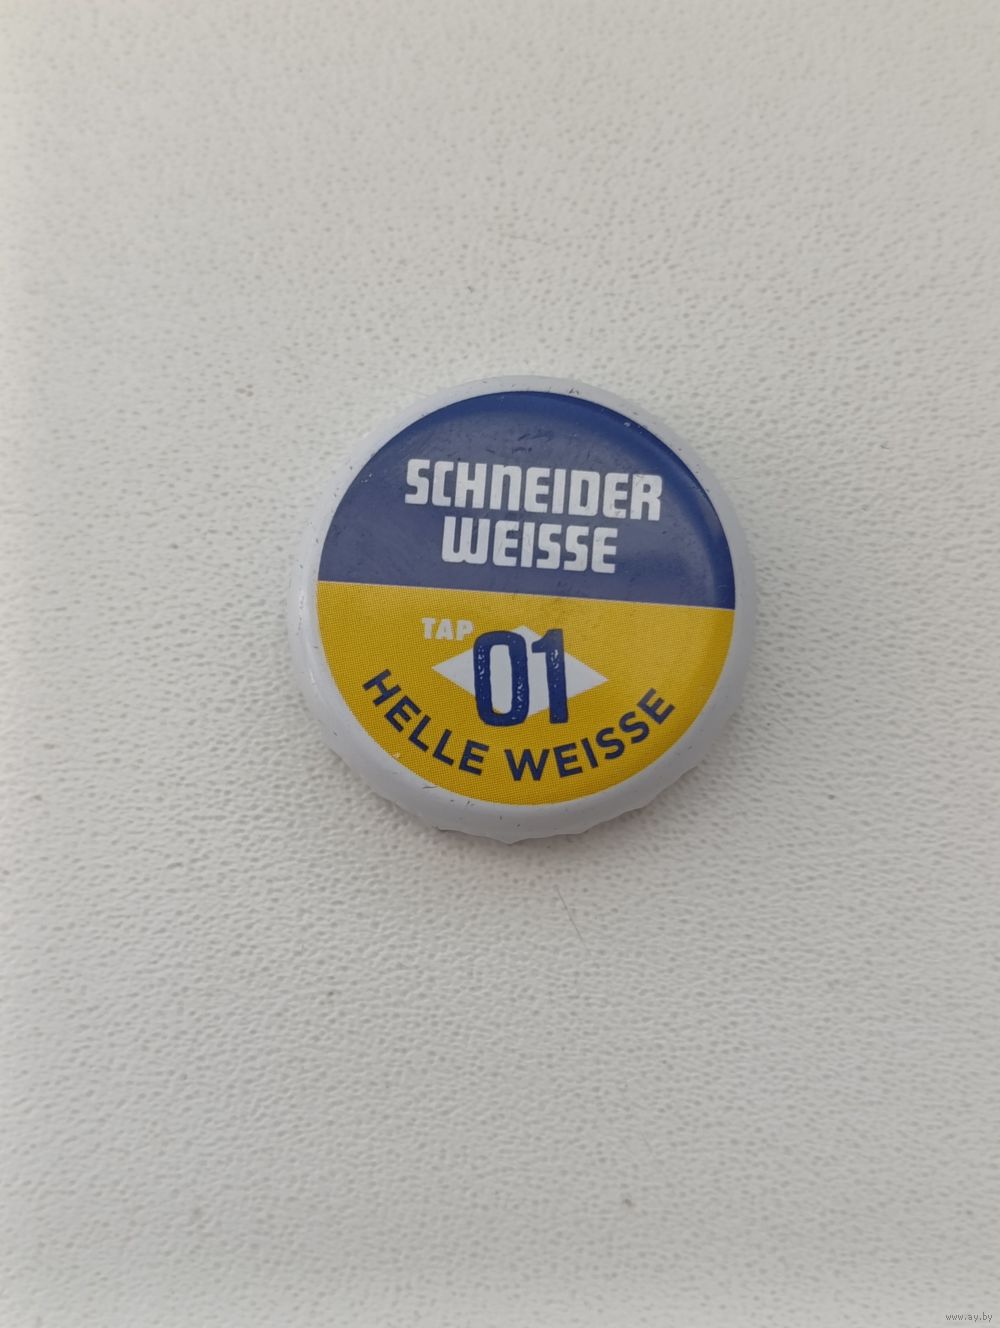 SCHNEIDER
WEISSE
TAP 01
HELLE WEISSE
www.ay.by